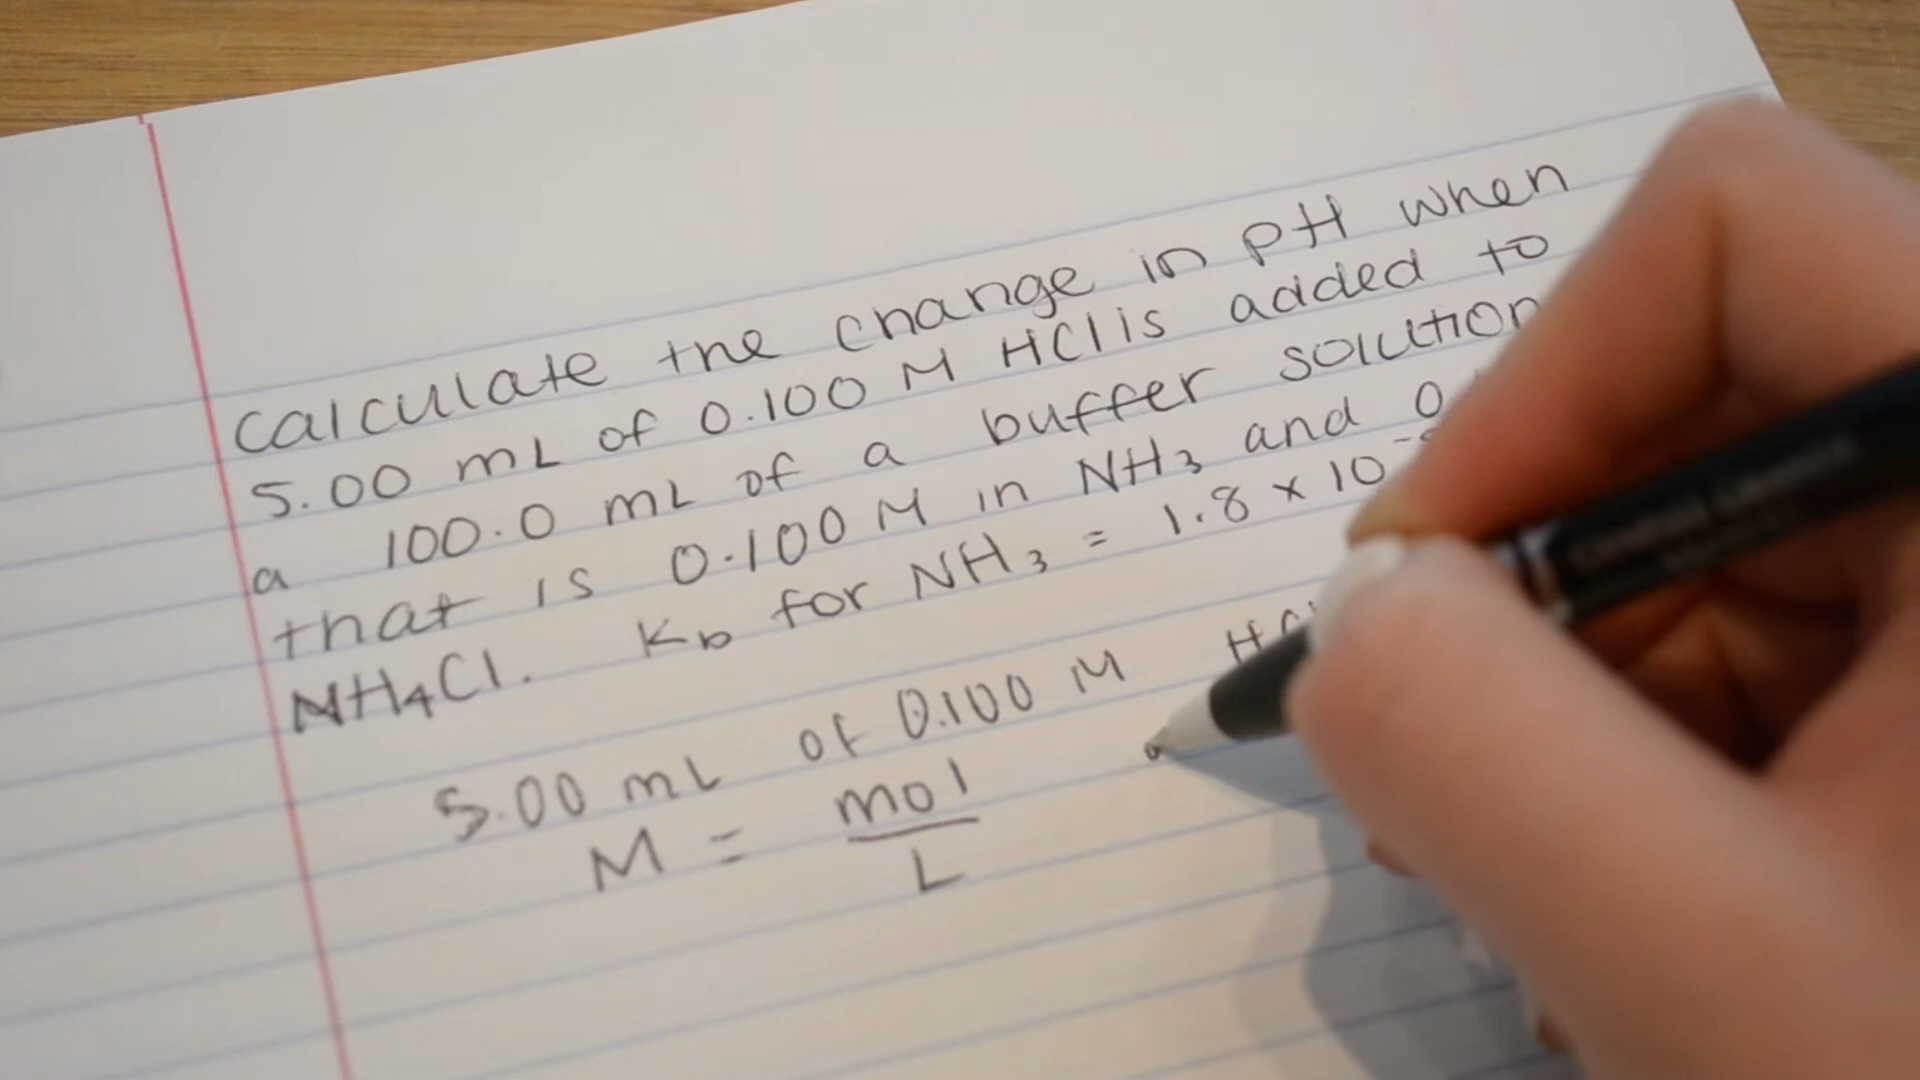 Calculate the change in pH when
5.00 mL of 0.100 M HCl is added to
a 100.0 mL of a buffer solution
that is 0.100 M in NH3 and 0.
NH4Cl. Kb for NH3 = 1.8 x 10
5.00 mL of 0.100 M
M = mol
L